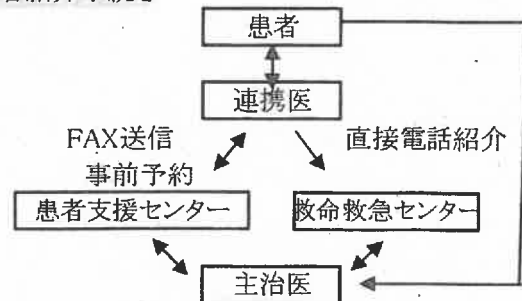 患者
連携医
FAX送信
直接電話紹介
事前予約
患者支援センター
救命救急センター
主治医